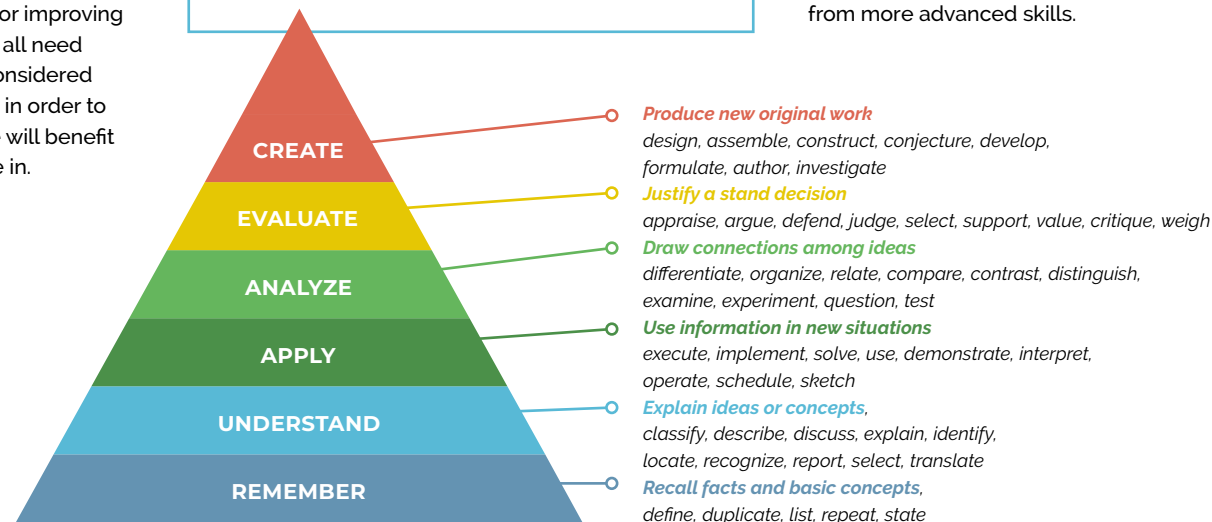 or improving
all need
onsidered
in order to
will benefit
e in.
from more advanced skills.
CREATE
EVALUATE
ANALYZE
APPLY
UNDERSTAND
REMEMBER
Produce new original work
design, assemble, construct, conjecture, develop,
formulate, author, investigate
Justify a stand decision
appraise, argue, defend, judge, select, support, value, critique, weigh
Draw connections among ideas
differentiate, organize, relate, compare, contrast, distinguish,
examine, experiment, question, test
Use information in new situations
execute, implement, solve, use, demonstrate, interpret,
operate, schedule, sketch
Explain ideas or concepts,
classify, describe, discuss, explain, identify,
locate, recognize, report, select, translate
Recall facts and basic concepts,
define, duplicate, list, repeat, state